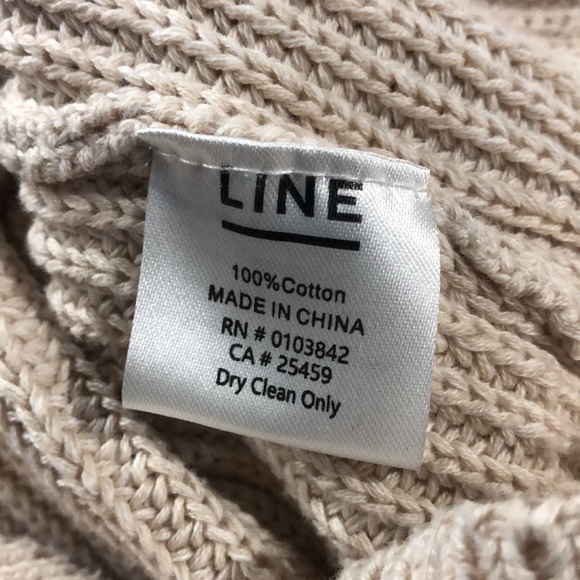 LINE
100%Cotton
MADE IN CHINA
RN # 0103842
CA # 25459
Dry Clean Only